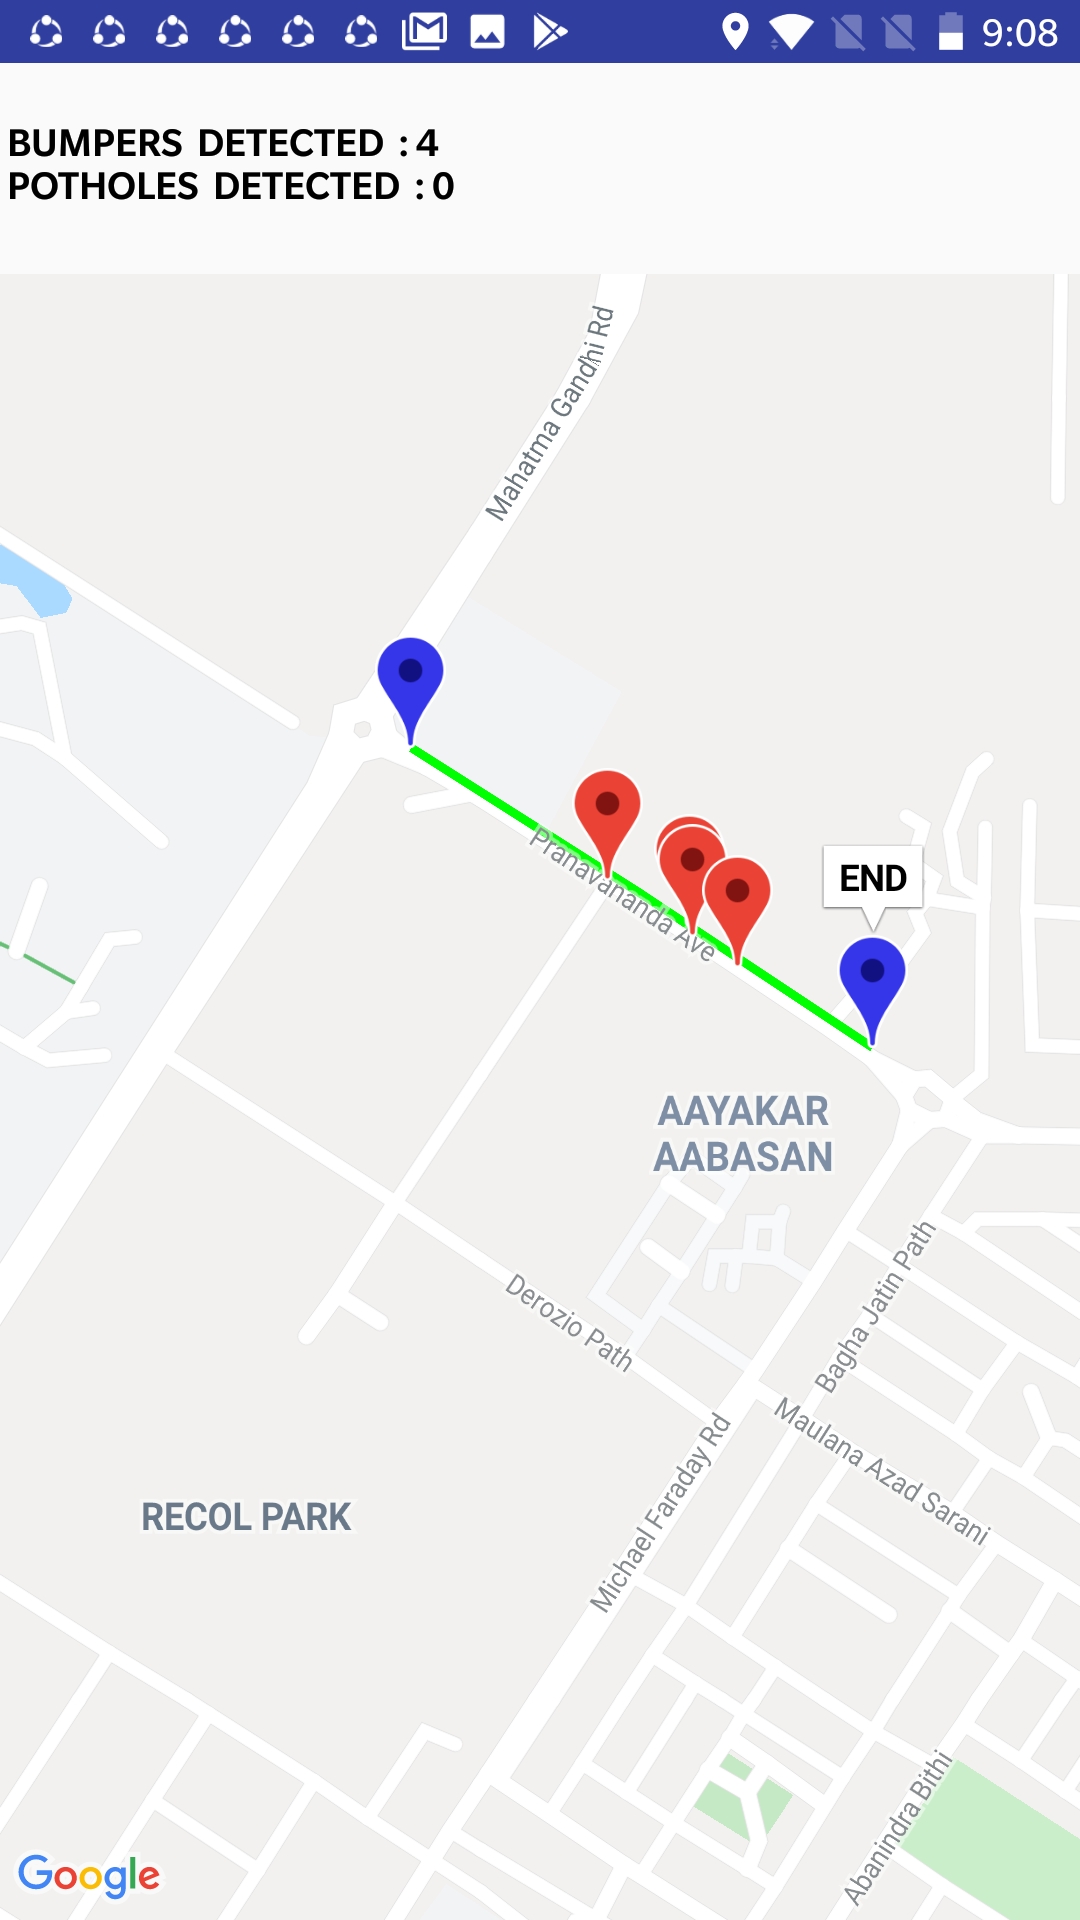 9:08
BUMPERS DETECTED : 4
POTHOLES DETECTED : 0
Mahatma Gandhi Rd
Pranavananda Ave
END
AAYAKAR
AABASAN
Derozio Path
Bagha Jatin Path
Maulana Azad Sarani
Michael Faraday Rd
RECOL PARK
Abanindra Bithi
Google